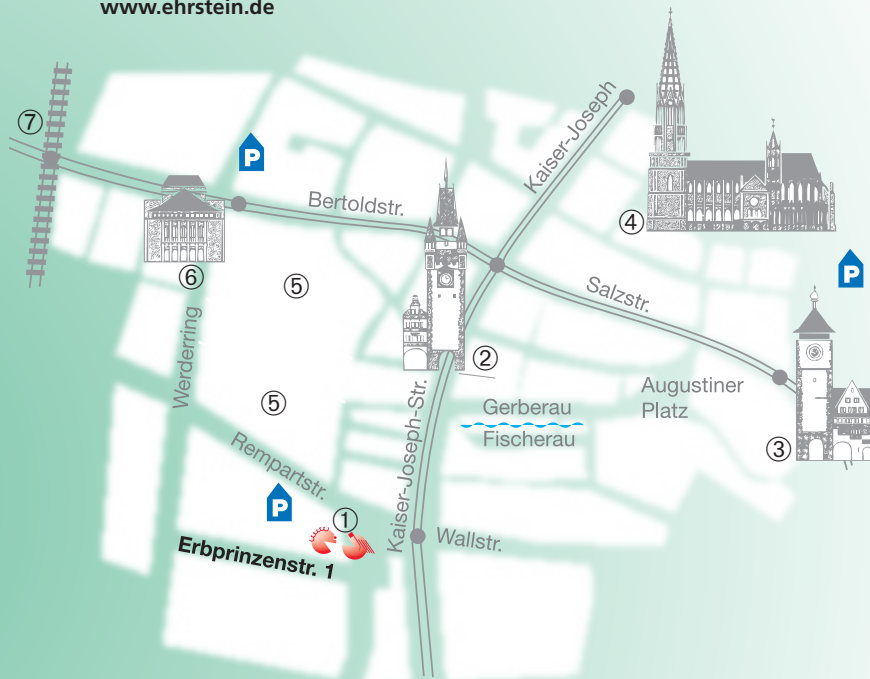 www.ehrstein.de
Kaiser-Joseph
⑦
P
Bertoldstr.
④
P
⑥
⑤
Salzstr.
Werderring
②
⑤
Kaiser-Joseph-Str.
Augustiner
Platz
Gerberau
Fischerau
③
Rempartstr.
P
①
Wallstr.
Erbprinzenstr. 1